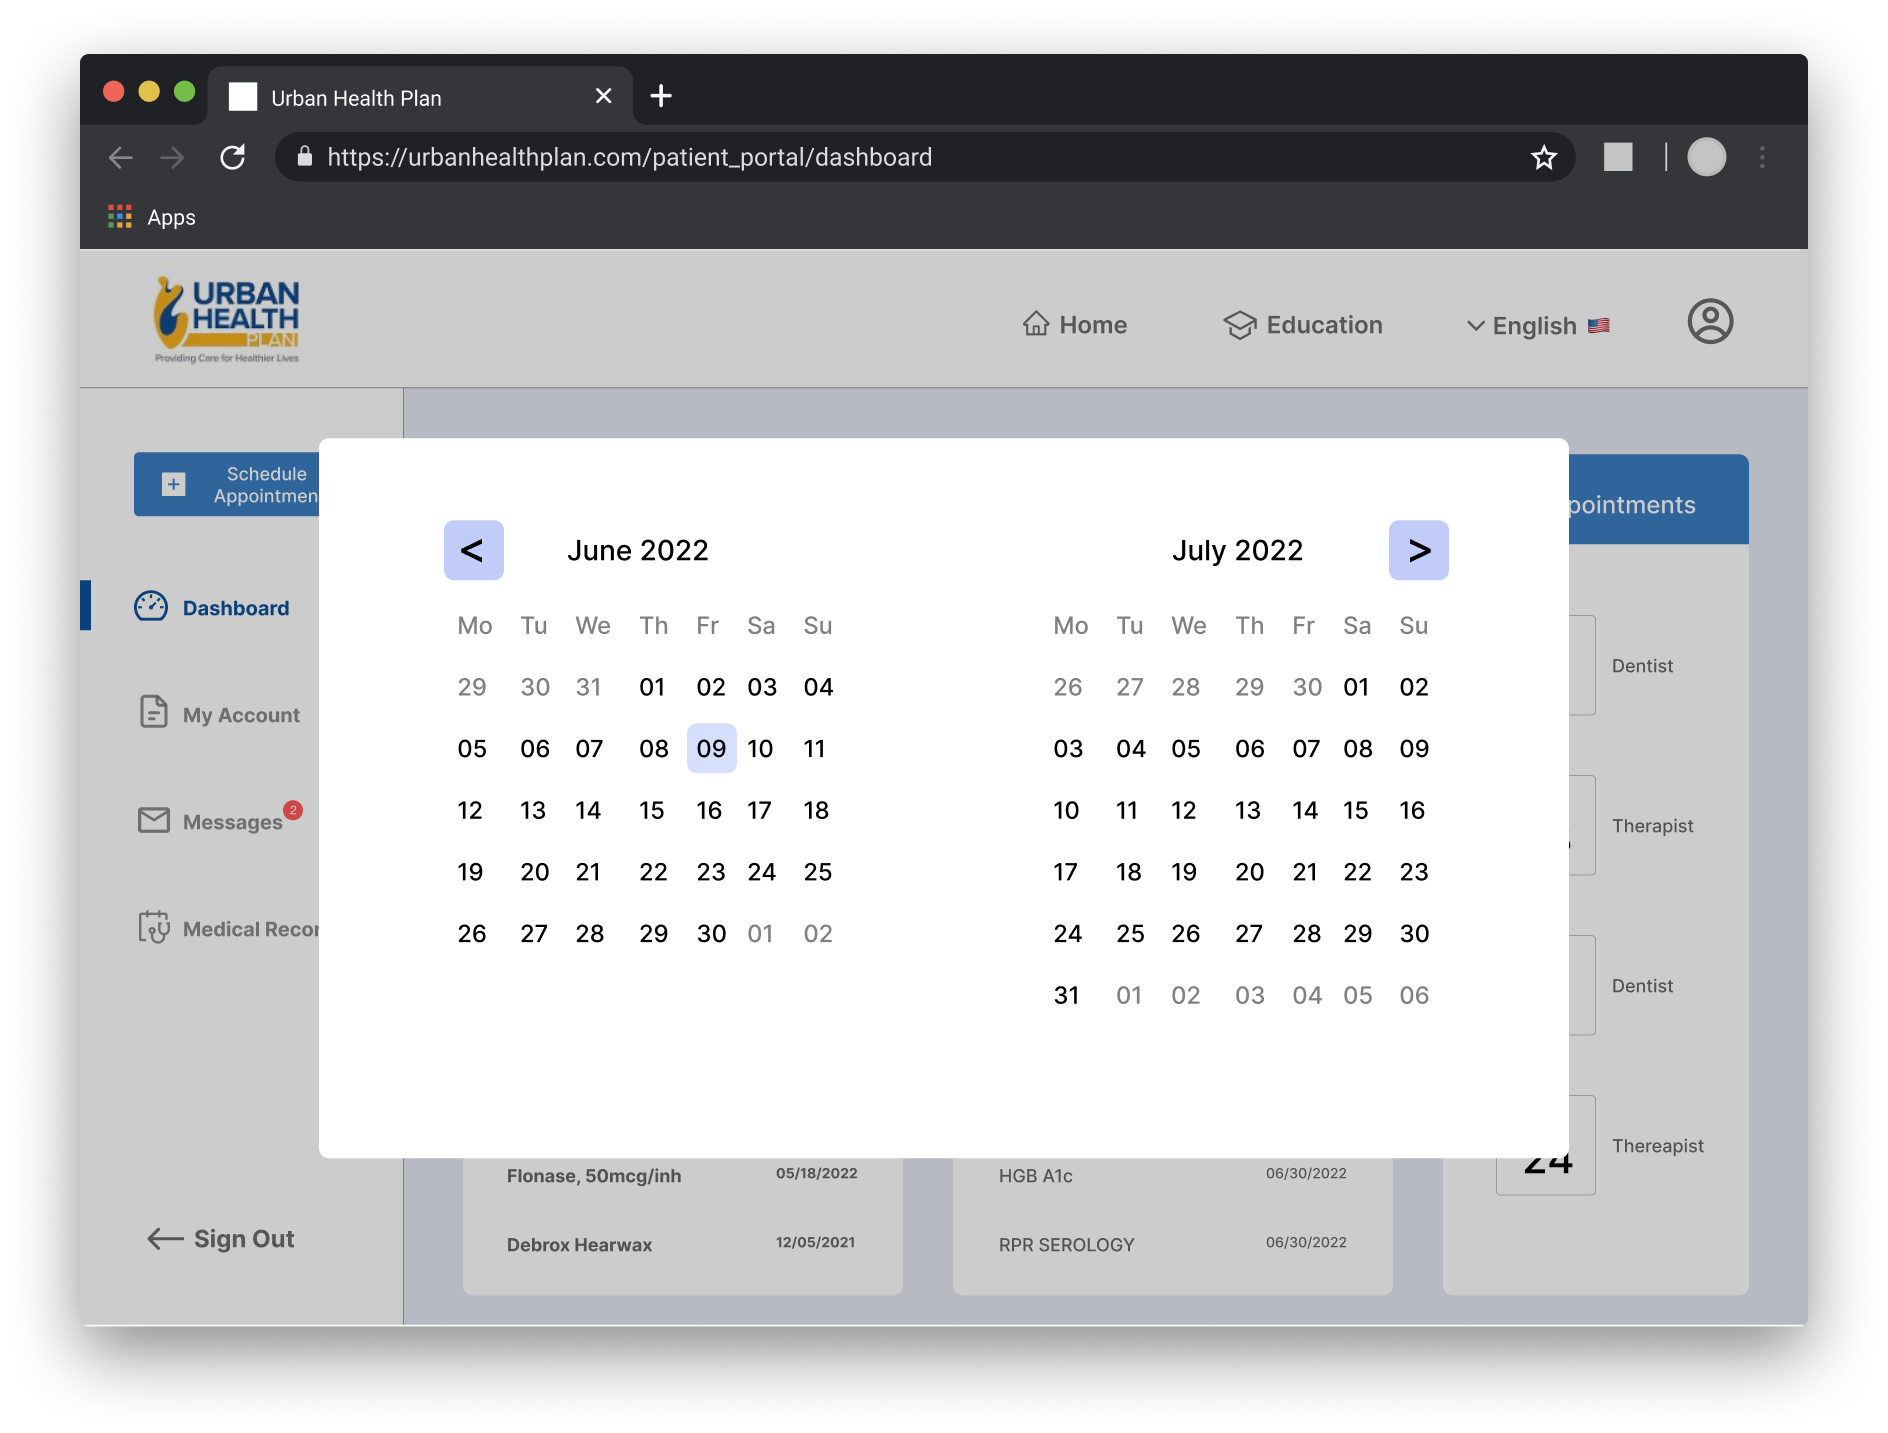 Urban Health Plan
https://urbanhealthplan.com/patient_portal/dashboard
Apps
URBAN
HEALTH
PLAN
Providing Care for Healthier Lives
Home
Education
English
Schedule
Appointmen
Dashboard
My Account
Messages 2
Medical Recor
Sign Out
pointments
< June 2022
Mo Tu We Th Fr Sa Su
29 30 31 01 02 03 04
05 06 07 08 09 10 11
12 13 14 15 16 17 18
19 20 21 22 23 24 25
26 27 28 29 30 01 02
July 2022 >
Mo Tu We Th Fr Sa Su
26 27 28 29 30 01 02
03 04 05 06 07 08 09
10 11 12 13 14 15 16
17 18 19 20 21 22 23
24 25 26 27 28 29 30
31 01 02 03 04 05 06
Dentist
Therapist
Dentist
24 Thereapist
Flonase, 50mcg/inh 05/18/2022
Debrox Hearwax 12/05/2021
HGB A1c 06/30/2022
RPR SEROLOGY 06/30/2022